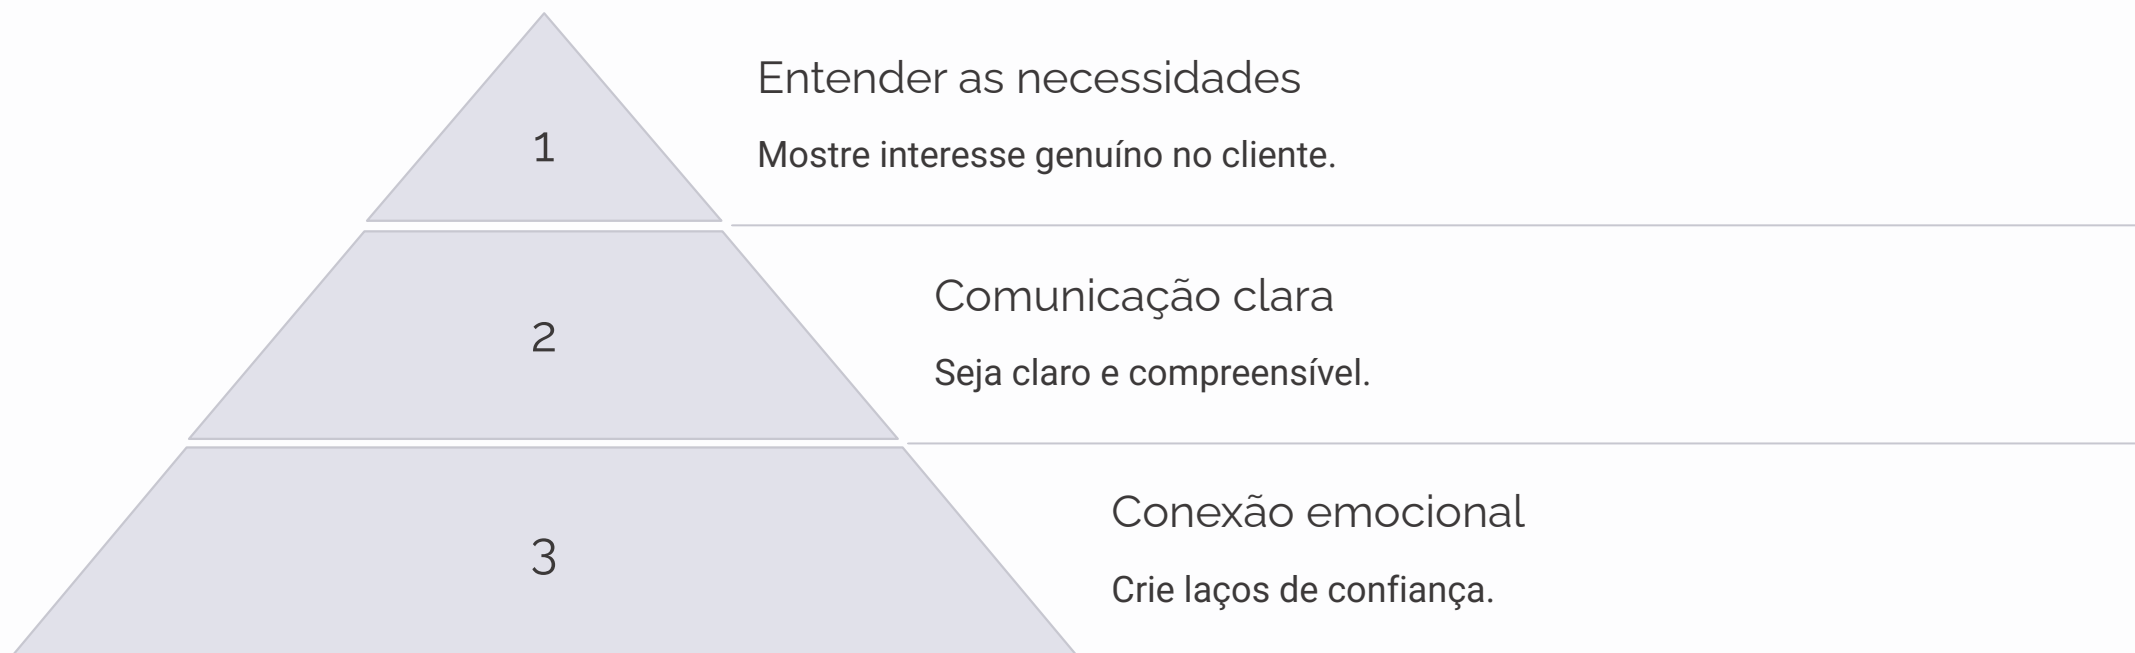 1
Entender as necessidades
Mostre interesse genuíno no cliente.
2
Comunicação clara
Seja claro e compreensível.
3
Conexão emocional
Crie laços de confiança.